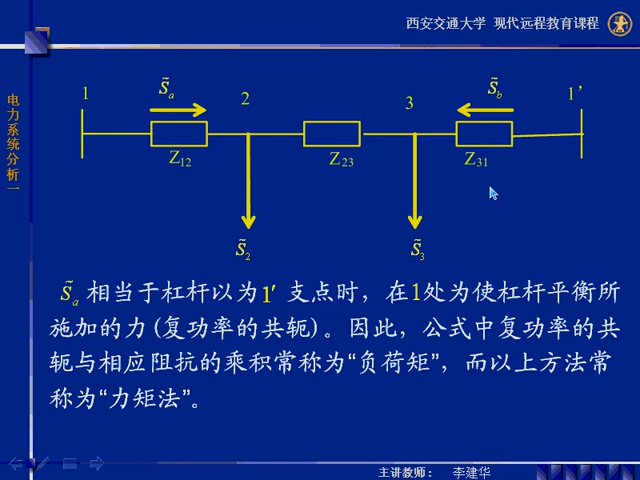 西安交通大学 现代远程教育课程
电力系统分析一
1
S̃a
2
3
S̃b
1’
Z12
Z23
Z31
S̃2
S̃3
S̃a 相当于杠杆以为 1′ 支点时，在1处为使杠杆平衡所
施加的力(复功率的共轭)。因此，公式中复功率的共
轭与相应阻抗的乘积常称为“负荷矩”，而以上方法常
称为“力矩法”。
主讲教师： 李建华